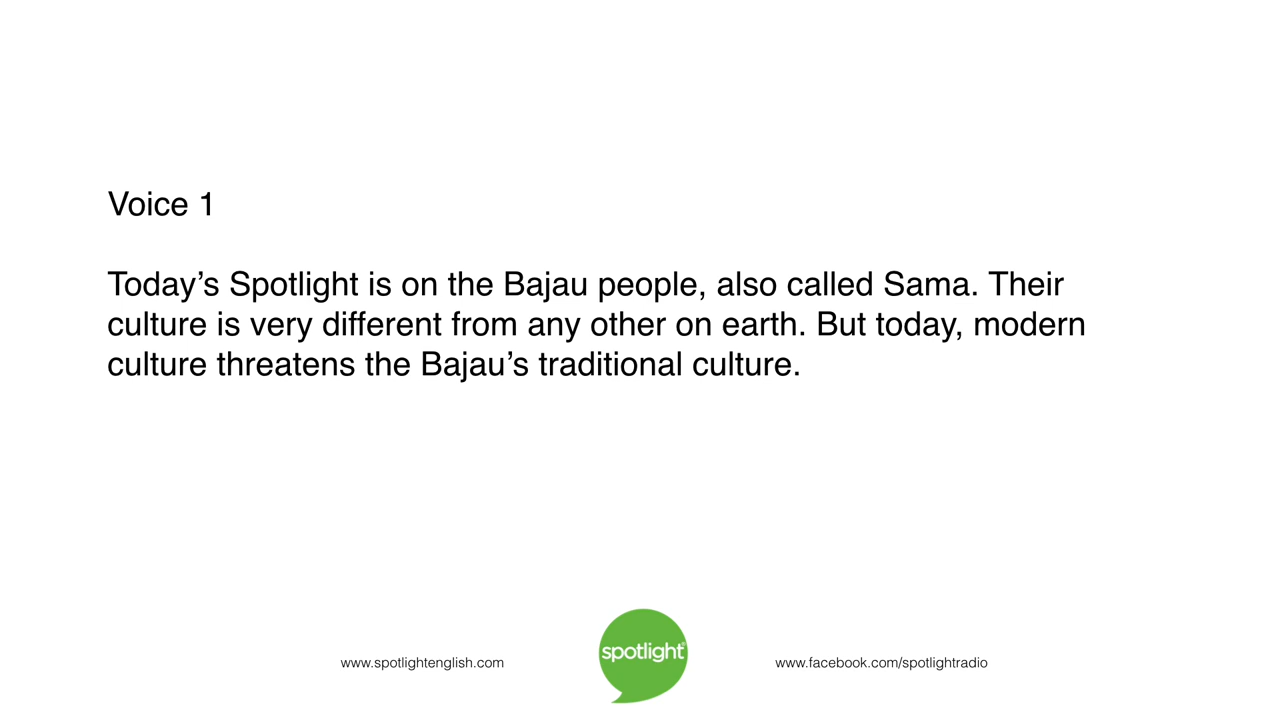 Voice 1
Today’s Spotlight is on the Bajau people, also called Sama. Their
culture is very different from any other on earth. But today, modern
culture threatens the Bajau’s traditional culture.
www.spotlightenglish.com
spotlight®
www.facebook.com/spotlightradio